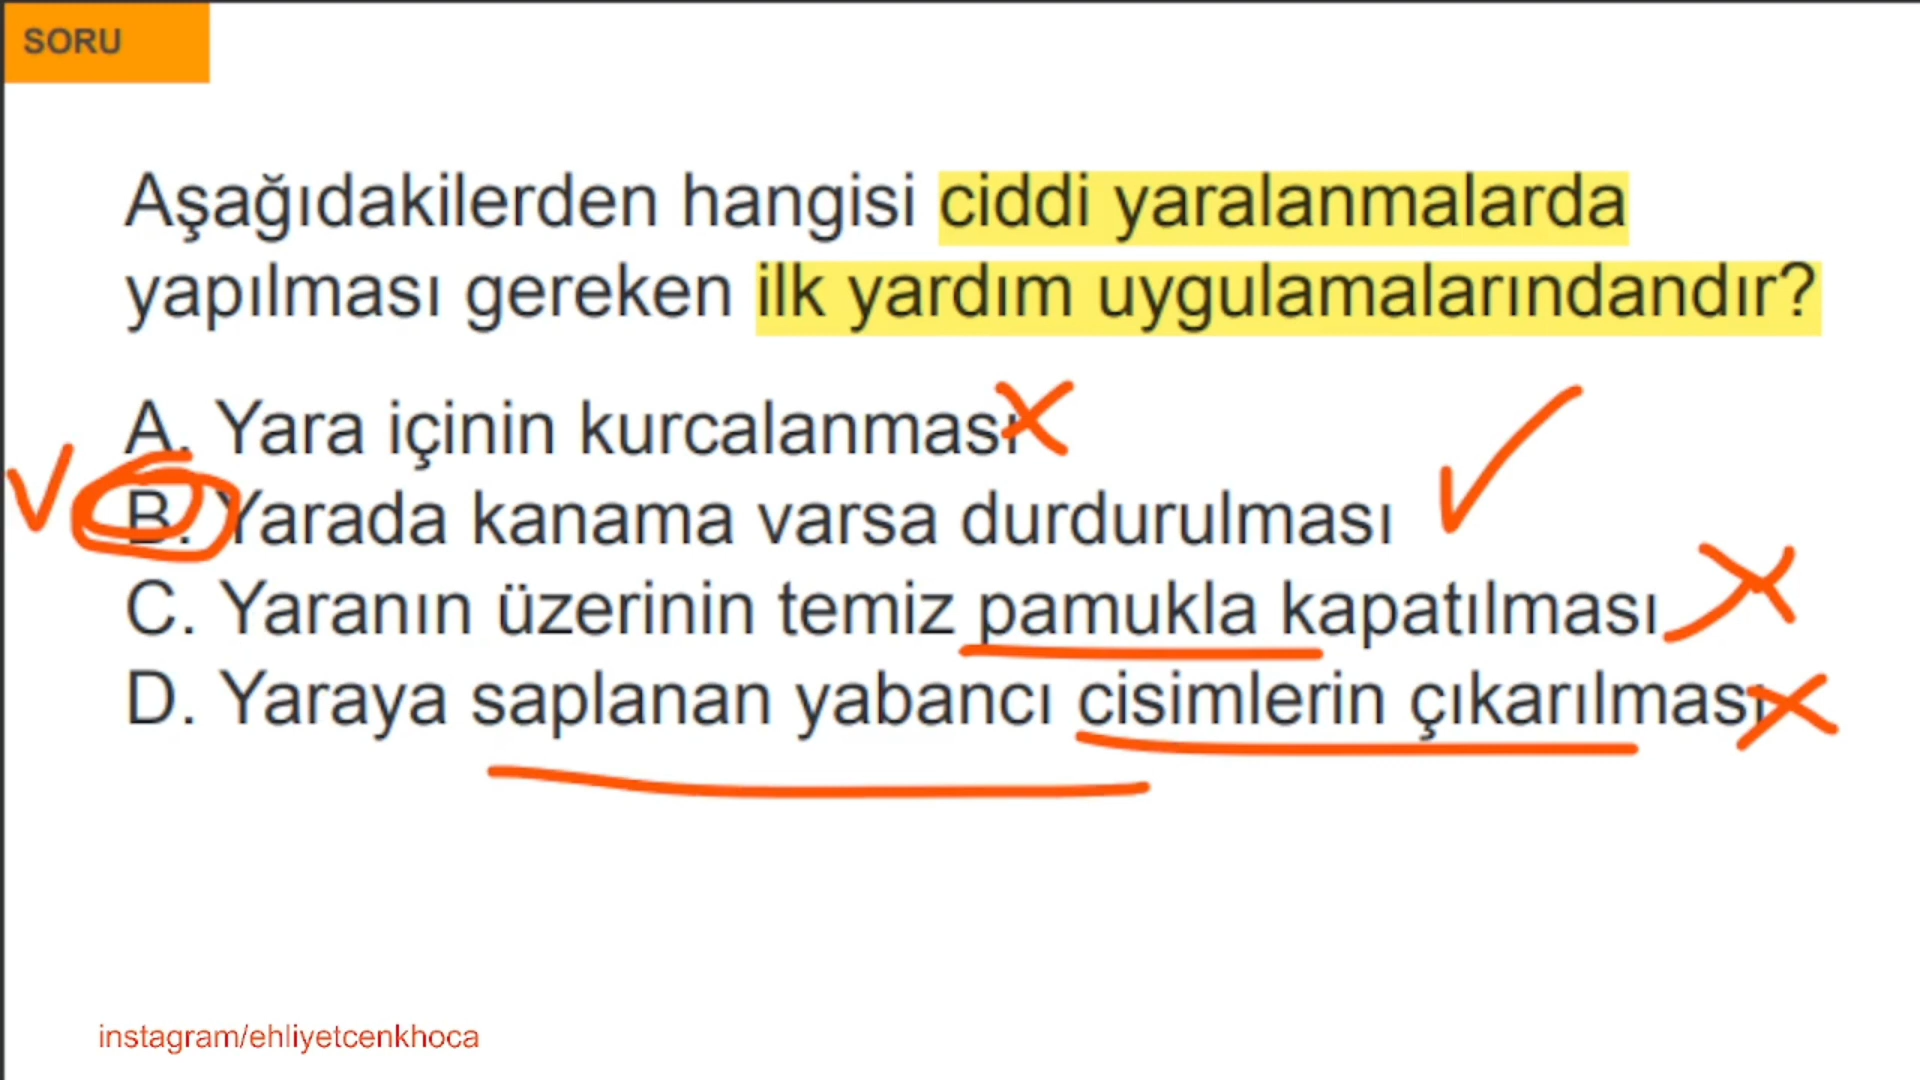 SORU
Aşağıdakilerden hangisi ciddi yaralanmalarda
yapılması gereken ilk yardım uygulamalarındandır?
A. Yara içinin kurcalanması
B. Yarada kanama varsa durdurulması
C. Yaranın üzerinin temiz pamukla kapatılması
D. Yaraya saplanan yabancı cisimlerin çıkarılması
instagram/ehliyetcenkhoca